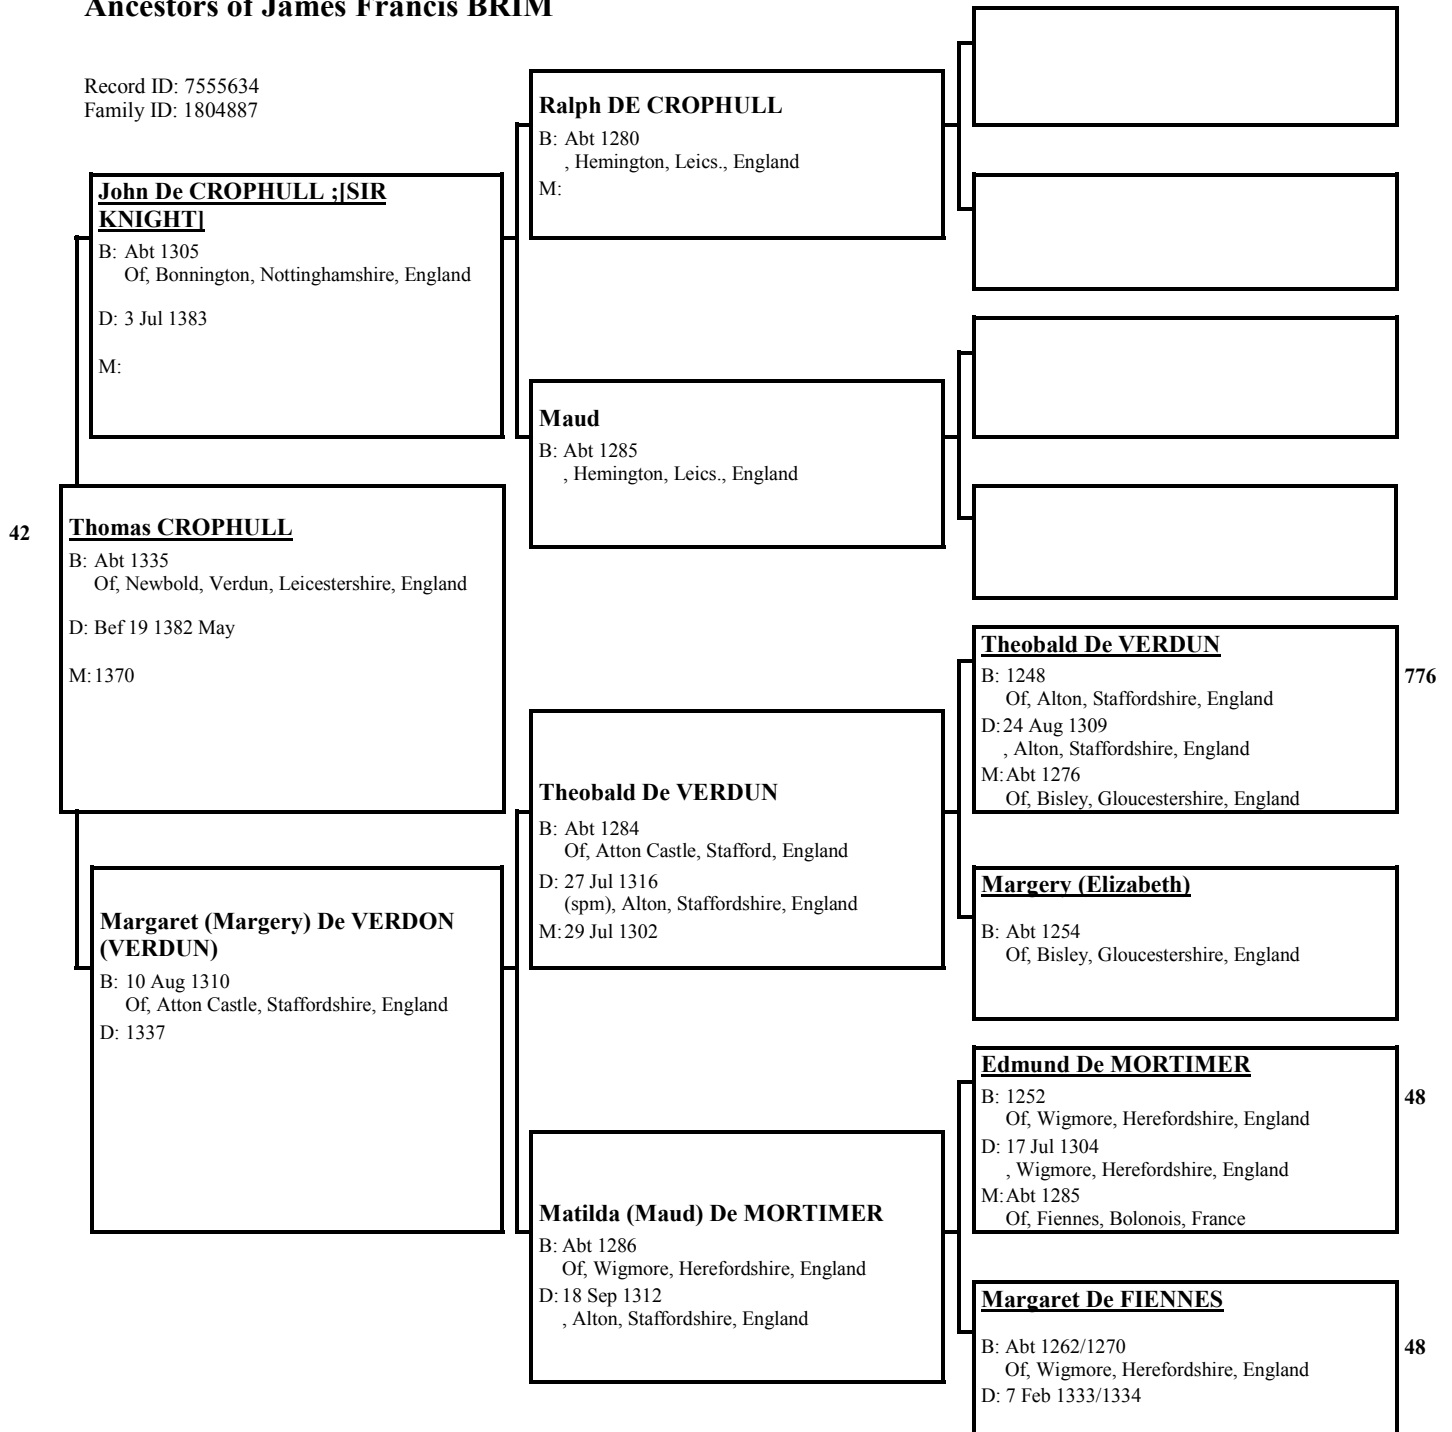 Ancestors of James Francis BRIM
Record ID: 7555634
Family ID: 1804887
Ralph DE CROPHULL
B: Abt 1280
, Hemington, Leics., England
M:
John De CROPHULL ;[SIR
KNIGHT]
B: Abt 1305
Of, Bonnington, Nottinghamshire, England
D: 3 Jul 1383
M:
Maud
B: Abt 1285
, Hemington, Leics., England
42
Thomas CROPHULL
B: Abt 1335
Of, Newbold, Verdun, Leicestershire, England
D: Bef 19 1382 May
M: 1370
Theobald De VERDUN
B: 1248
Of, Alton, Staffordshire, England
D: 24 Aug 1309
, Alton, Staffordshire, England
M: Abt 1276
Of, Bisley, Gloucestershire, England
776
Theobald De VERDUN
B: Abt 1284
Of, Atton Castle, Stafford, England
D: 27 Jul 1316
(spm), Alton, Staffordshire, England
M: 29 Jul 1302
Margery (Elizabeth)
B: Abt 1254
Of, Bisley, Gloucestershire, England
Margaret (Margery) De VERDON
(VERDUN)
B: 10 Aug 1310
Of, Atton Castle, Staffordshire, England
D: 1337
Edmund De MORTIMER
B: 1252
Of, Wigmore, Herefordshire, England
D: 17 Jul 1304
, Wigmore, Herefordshire, England
M: Abt 1285
Of, Fiennes, Bolonois, France
48
Matilda (Maud) De MORTIMER
B: Abt 1286
Of, Wigmore, Herefordshire, England
D: 18 Sep 1312
, Alton, Staffordshire, England
Margaret De FIENNES
B: Abt 1262/1270
Of, Wigmore, Herefordshire, England
D: 7 Feb 1333/1334
48